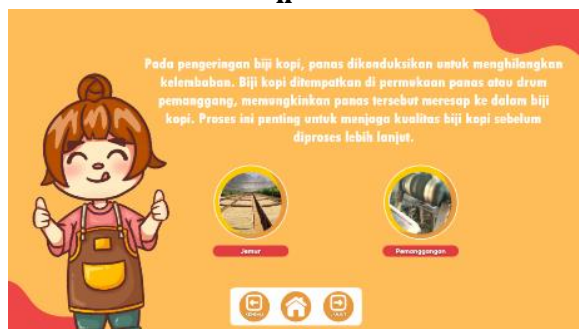 Pada pengeringan biji kopi, panas dikonduksikan untuk menghilangkan
kelembaban. Biji kopi ditempatkan di permukaan panas atau drum
pemanggang, memungkinkan panas tersebut meresap ke dalam biji
kopi. Proses ini penting untuk menjaga kualitas biji kopi sebelum
diproses lebih lanjut.
Jemur
Pemanggangan